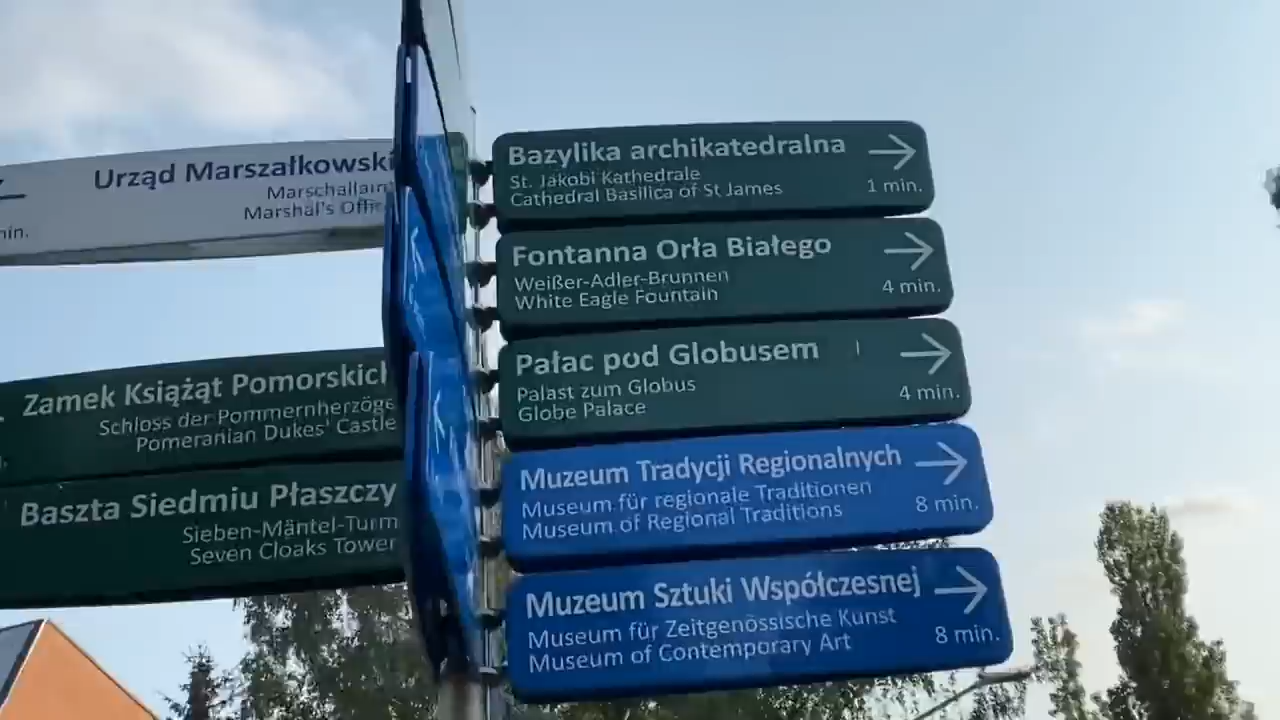 Urząd Marszałkowski
Marschallamt
Marshal's Office
min.
Zamek Książąt Pomorskich
Schloss der Pommernherzöge
Pomeranian Dukes' Castle
Baszta Siedmiu Płaszczy
Sieben-Mäntel-Turm
Seven Cloaks Tower
Bazylika archikatedralna
St. Jakobi Kathedrale
Cathedral Basilica of St James
1 min.
Fontanna Orła Białego
Weißer-Adler-Brunnen
White Eagle Fountain
4 min.
Pałac pod Globusem
Palast zum Globus
Globe Palace
4 min.
Muzeum Tradycji Regionalnych
Museum für regionale Traditionen
Museum of Regional Traditions
8 min.
Muzeum Sztuki Współczesnej
Museum für Zeitgenössische Kunst
Museum of Contemporary Art
8 min.